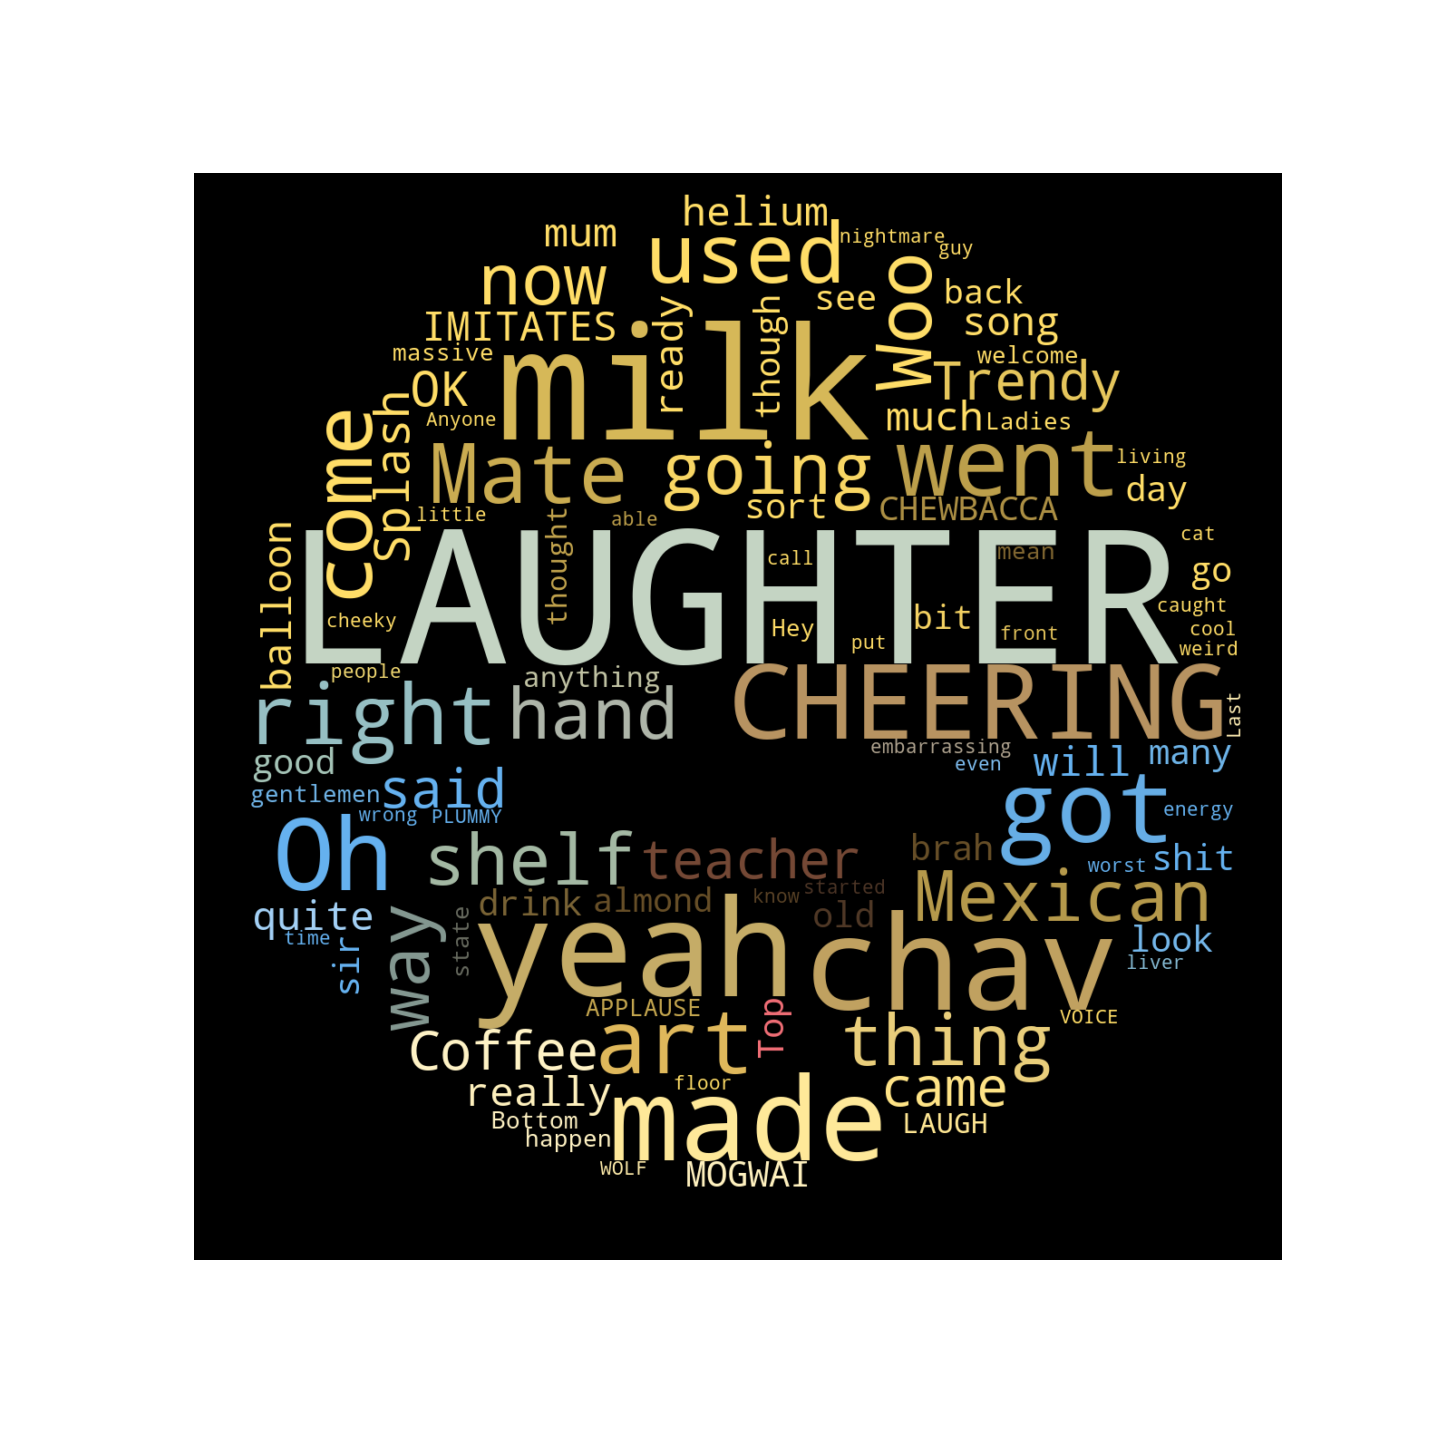 helium
mum
used
nightmare
guy
now
Woo
see
back
song
IMITATES
ready
though
milk
massive
welcome
OK
Trendy
Anyone
much
Ladies
come
Splash
Mate
going
went
living
day
little
able
sort
CHEWBACCA
balloon
LAUGHTER
thought
call
mean
cat
go
cheeky
Hey
put
bit
front
caught
cool
weird
people
anything
right
hand
CHEERING
Last
good
embarrassing
even
will
many
gentlemen
said
wrong
PLUMMY
got
energy
Oh
shelf
teacher
brah
worst
shit
drink
almond
know
started
Mexican
quite
time
sir
way
state
yeah
old
chav
look
liver
APPLAUSE
Top
VOICE
Coffee
art
thing
really
floor
came
Bottom
made
LAUGH
happen
WOLF
MOGWAI